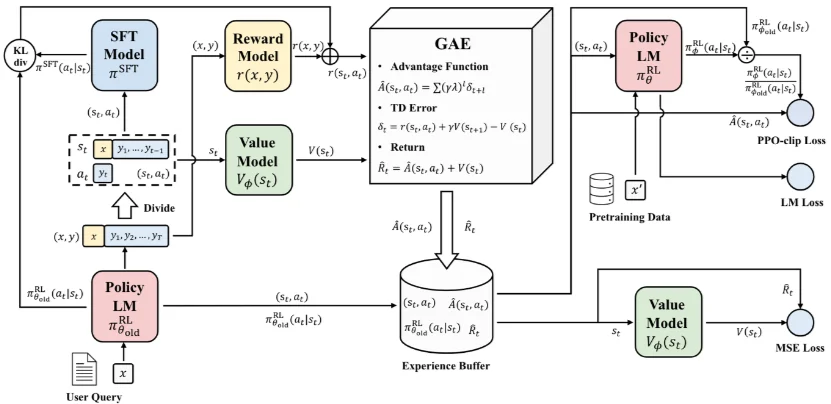 KL
div
SFT
Model
π^SFT
π^SFT(a_t|s_t)
(s_t, a_t)
s_t x y_1, …, y_{t−1}
a_t y_t (s_t, a_t)
Divide
(x, y) x y_1, y_2, …, y_T
π^RL_{θ_old}(a_t|s_t)
Policy
LM
π^RL_{θ_old}
x
User Query
(x, y)
Reward
Model
r(x, y)
r(x, y)
r(s_t, a_t)
s_t
Value
Model
V_ϕ(s_t)
V(s_t)
GAE
• Advantage Function
Â(s_t, a_t) = ∑(γλ)^l δ_{t+l}
• TD Error
δ_t = r(s_t, a_t) + γV(s_{t+1}) − V (s_t)
• Return
R̂_t = Â(s_t, a_t) + V(s_t)
Â(s_t, a_t) R̂_t
(s_t, a_t)
π^RL_{θ_old}(a_t|s_t)
(s_t, a_t) Â(s_t, a_t)
π^RL_{θ_old}(a_t|s_t) R̂_t
Experience Buffer
(s_t, a_t)
Policy
LM
π^RL_θ
π^RL_ϕ(a_t|s_t)
÷
π^RL_{ϕ_old}(a_t|s_t)
π^RL_ϕ(a_t|s_t)
π^RL_{ϕ_old}(a_t|s_t)
Â(s_t, a_t)
PPO-clip Loss
LM Loss
x′
Pretraining Data
s_t
Value
Model
V_ϕ(s_t)
V(s_t)
R̂_t
MSE Loss